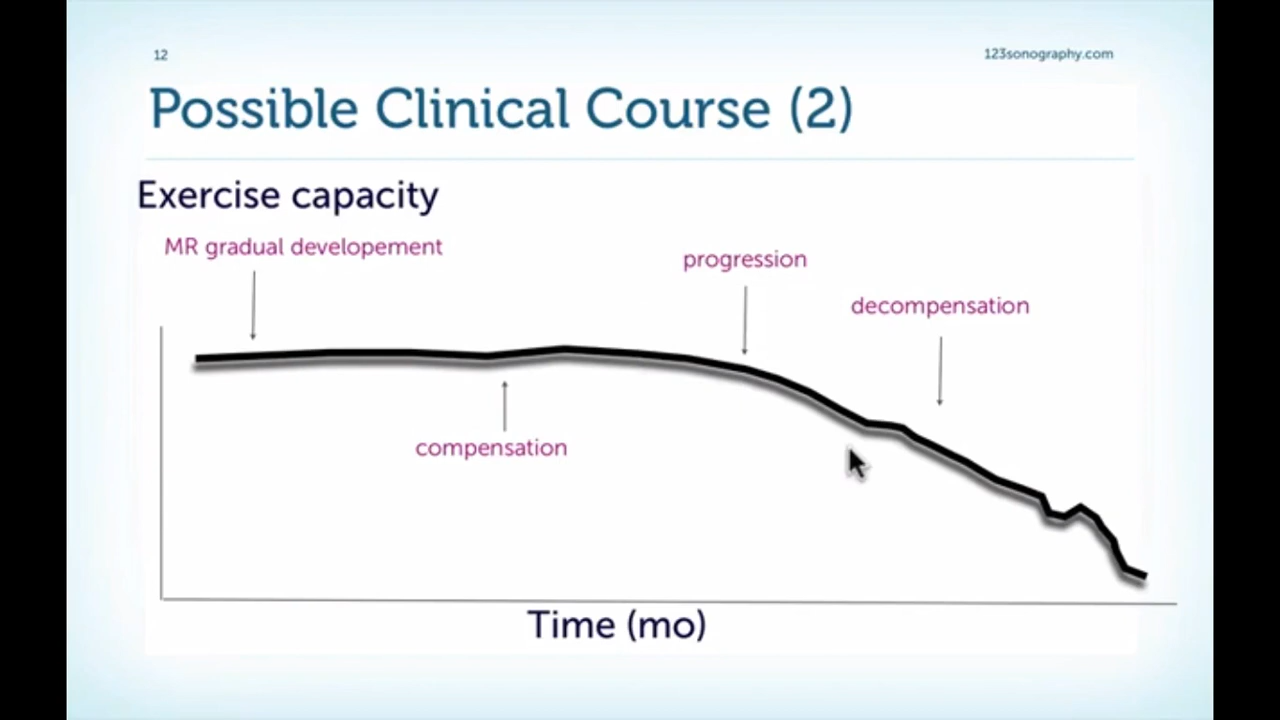 12
123sonography.com
Possible Clinical Course (2)
Exercise capacity
MR gradual developement
progression
decompensation
compensation
Time (mo)